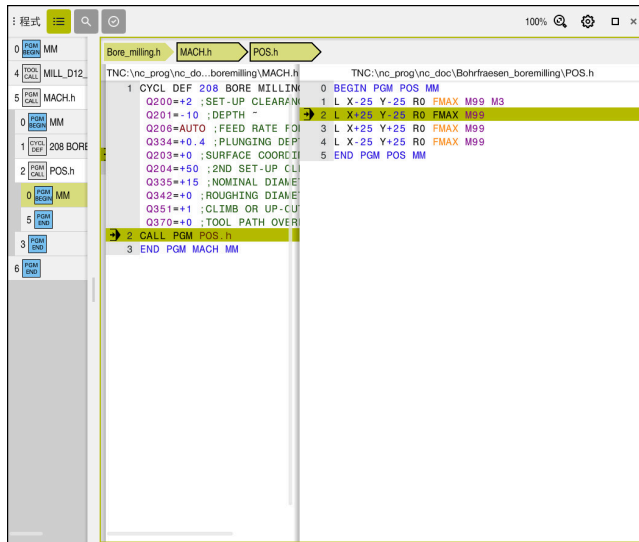 程式
100%
0 PGM BEGIN MM
4 TOOL CALL MILL_D12_
5 PGM CALL MACH.h
0 PGM BEGIN MM
1 CYCL DEF 208 BORE
2 PGM CALL POS.h
0 PGM BEGIN MM
5 PGM END
3 PGM END
6 PGM END
Bore_milling.h MACH.h POS.h
TNC:\nc_prog\nc_do...boremilling\MACH.h
1 CYCL DEF 208 BORE MILLING
Q200=+2 ;SET-UP CLEARANC
Q201=-10 ;DEPTH ~
Q206=AUTO ;FEED RATE FO
Q334=+0.4 ;PLUNGING DEP
Q203=+0 ;SURFACE COORDI
Q204=+50 ;2ND SET-UP CL
Q335=+15 ;NOMINAL DIAME
Q342=+0 ;ROUGHING DIAME
Q351=+1 ;CLIMB OR UP-CU
Q370=+0 ;TOOL PATH OVER
2 CALL PGM POS.h
3 END PGM MACH MM
TNC:\nc_prog\nc_doc\Bohrfraesen_boremilling\POS.h
0 BEGIN PGM POS MM
1 L X-25 Y-25 R0 FMAX M99 M3
2 L X+25 Y-25 R0 FMAX M99
3 L X+25 Y+25 R0 FMAX M99
4 L X-25 Y+25 R0 FMAX M99
5 END PGM POS MM